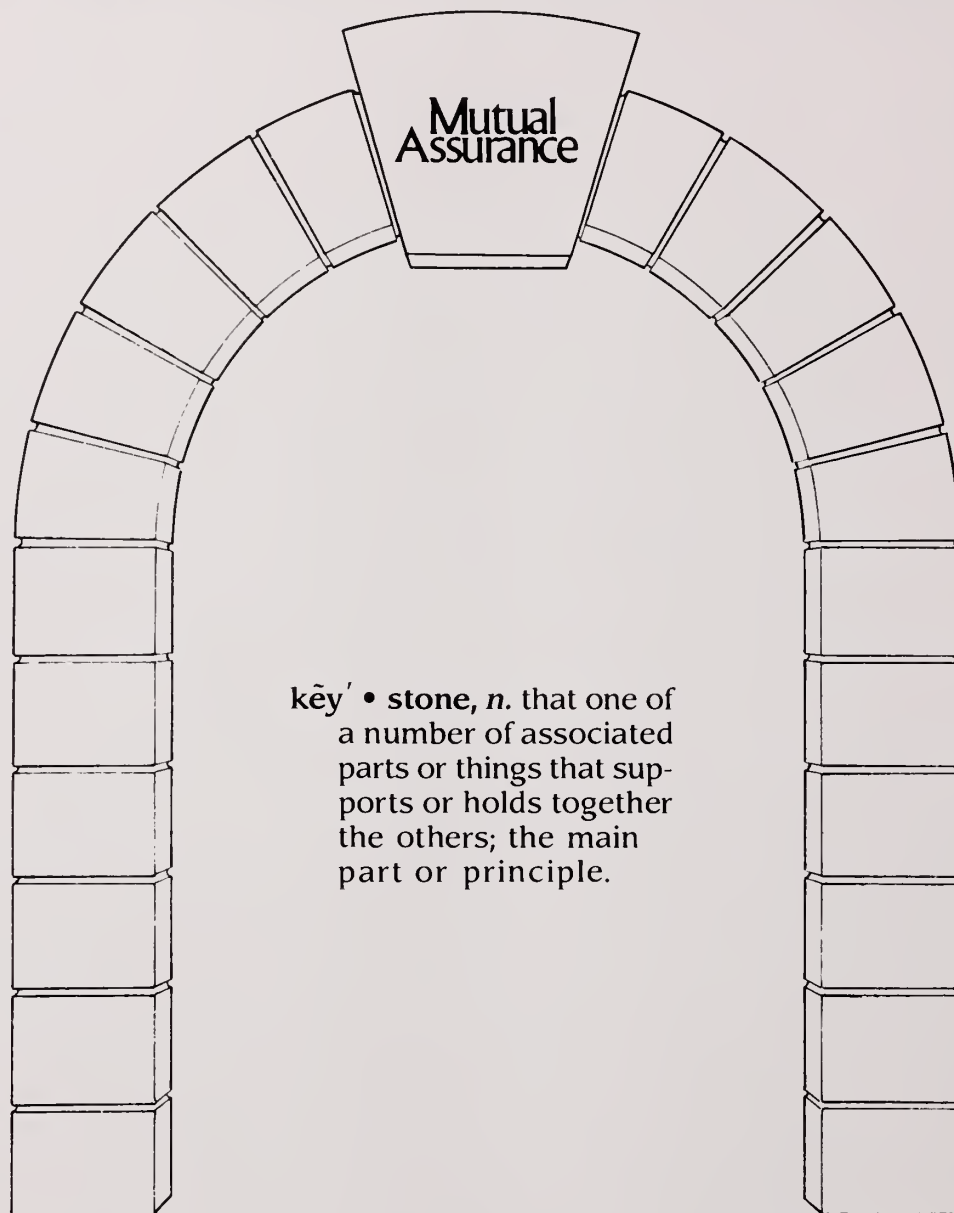 Mutual
Assurance
kẽy′ • stone, n. that one of
a number of associated
parts or things that sup-
ports or holds together
the others; the main
part or principle.